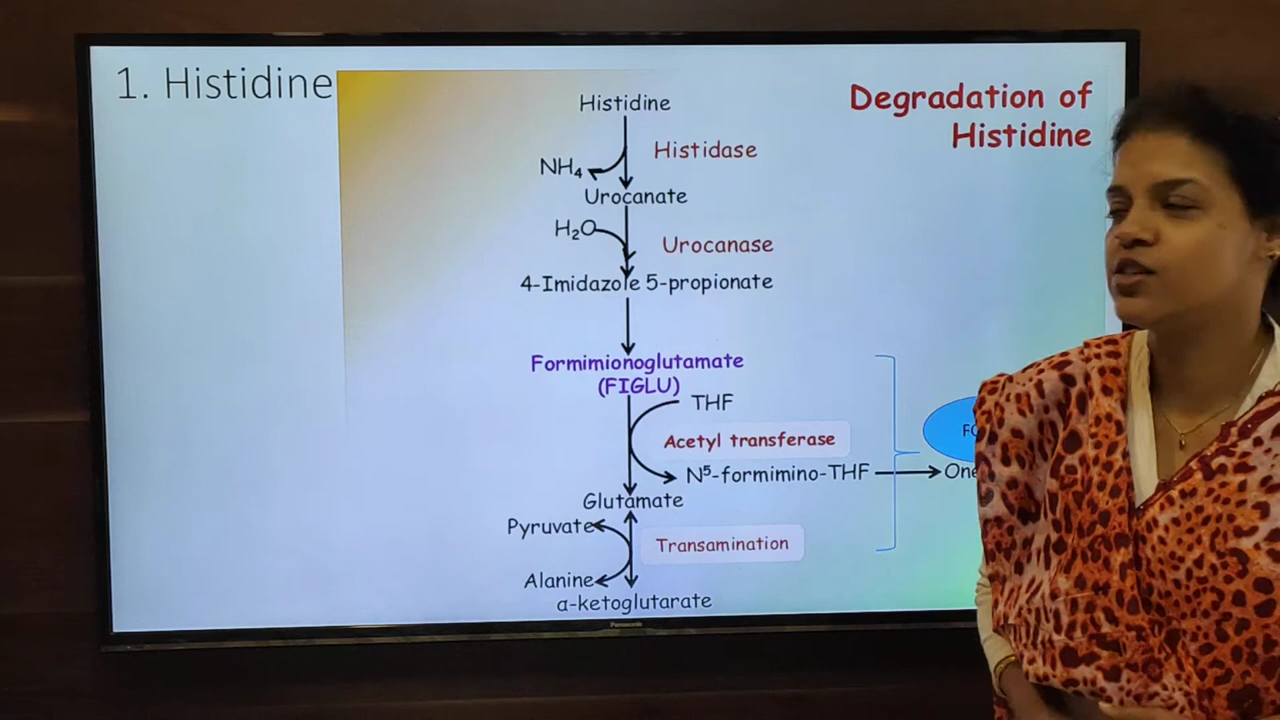 1. Histidine
Degradation of
Histidine
Histidine
Histidase
NH₄
Urocanate
H₂O
Urocanase
4-Imidazole 5-propionate
Formimionoglutamate
(FIGLU)
THF
Acetyl transferase
N⁵-formimino-THF
Glutamate
Pyruvate
Transamination
Alanine
α-ketoglutarate
Panasonic